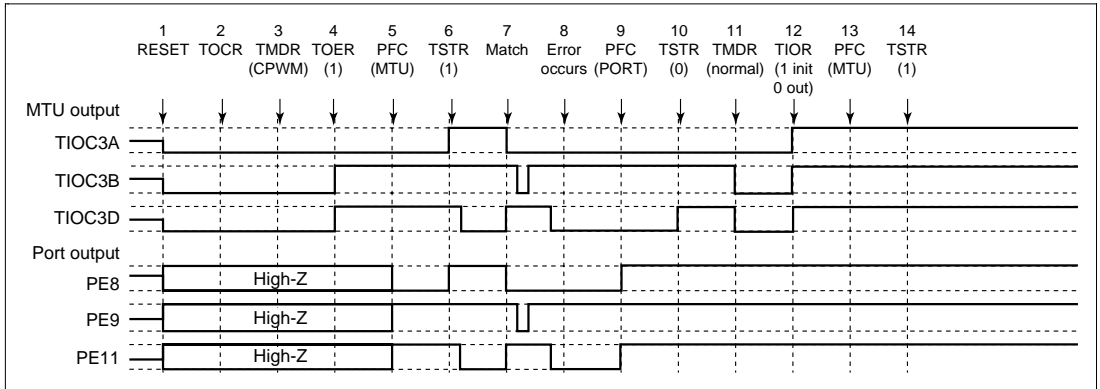 1 2 3 4 5 6 7 8 9 10 11 12 13 14
RESET TOCR TMDR TOER PFC TSTR Match Error PFC TSTR TMDR TIOR PFC TSTR
(CPWM) (1) (MTU) (1) occurs (PORT) (0) (normal) (1 init (MTU) (1)
0 out)
MTU output
TIOC3A
TIOC3B
TIOC3D
Port output
PE8 High-Z
PE9 High-Z
PE11 High-Z